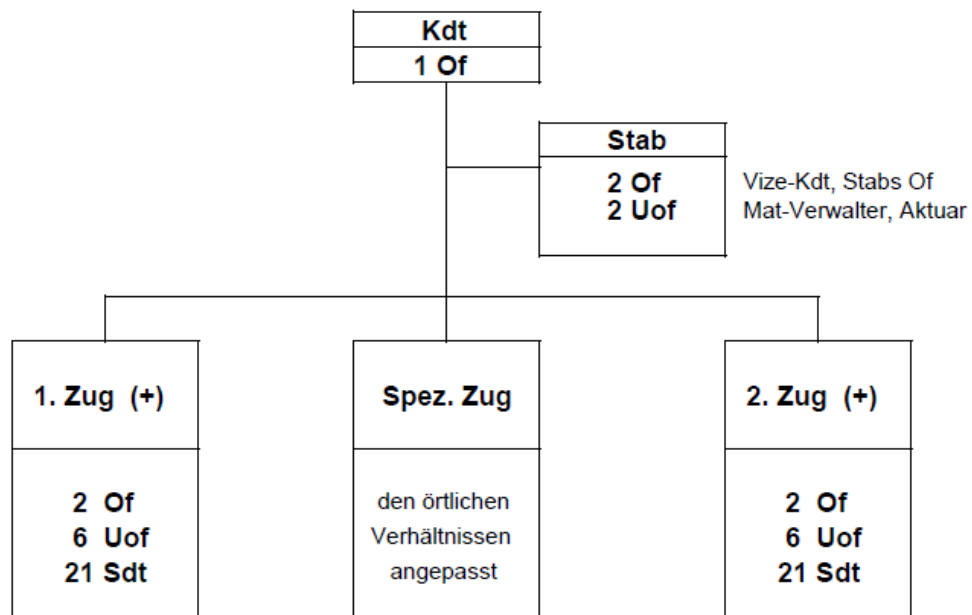 Kdt
1 Of
Stab
2 Of
2 Uof
Vize-Kdt, Stabs Of
Mat-Verwalter, Aktuar
1. Zug (+)
2 Of
6 Uof
21 Sdt
Spez. Zug
den örtlichen
Verhältnissen
angepasst
2. Zug (+)
2 Of
6 Uof
21 Sdt